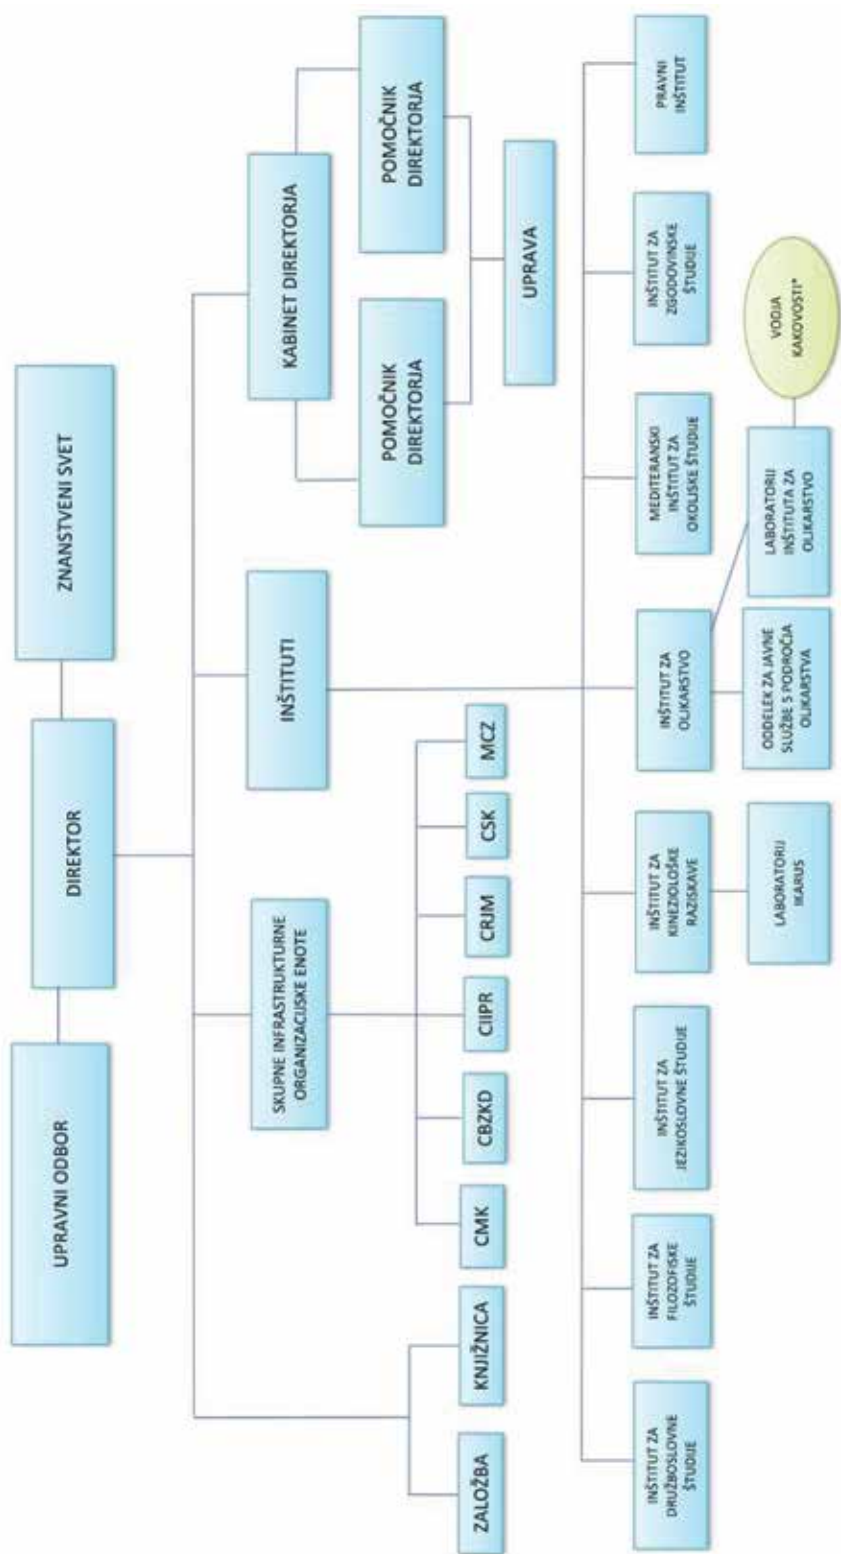 UPRAVNI ODBOR
DIREKTOR
ZNANSTVENI SVET
SKUPNE INFRASTRUKTURNE
ORGANIZACIJSKE ENOTE
INŠTITUTI
KABINET DIREKTORJA
POMOČNIK
DIREKTORJA
POMOČNIK
DIREKTORJA
ZALOŽBA
KNJIŽNICA
CMK
CBZKD
CIIPR
CRJM
CSK
MCZ
UPRAVA
INŠTITUT ZA
DRUŽBOSLOVNE
ŠTUDIJE
INŠTITUT ZA
FILOZOFSKE
ŠTUDIJE
INŠTITUT ZA
JEZIKOSLOVNE ŠTUDIJE
INŠTITUT ZA
KINEZIOLOŠKE
RAZISKAVE
INŠTITUT ZA
OLJKARSTVO
MEDITERANSKI
INŠTITUT ZA
OKOLJSKE ŠTUDIJE
INŠTITUT ZA
ZGODOVINSKE
ŠTUDIJE
PRAVNI
INŠTITUT
LABORATORIJ
IKARUS
ODDELEK ZA JAVNE
SLUŽBE S PODROČJA
OLJKARSTVA
LABORATORIJ
INŠTITUTA ZA
OLJKARSTVO
VODJA
KAKOVOSTI*